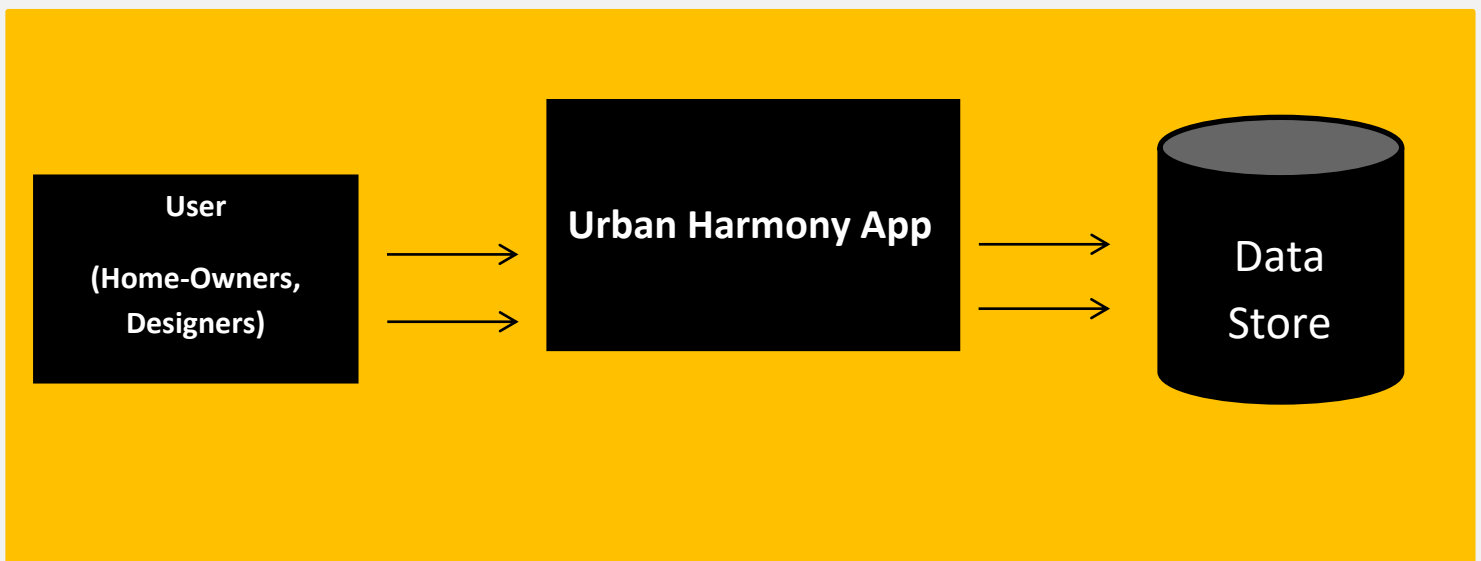 User
(Home-Owners,
Designers)
Urban Harmony App
Data
Store